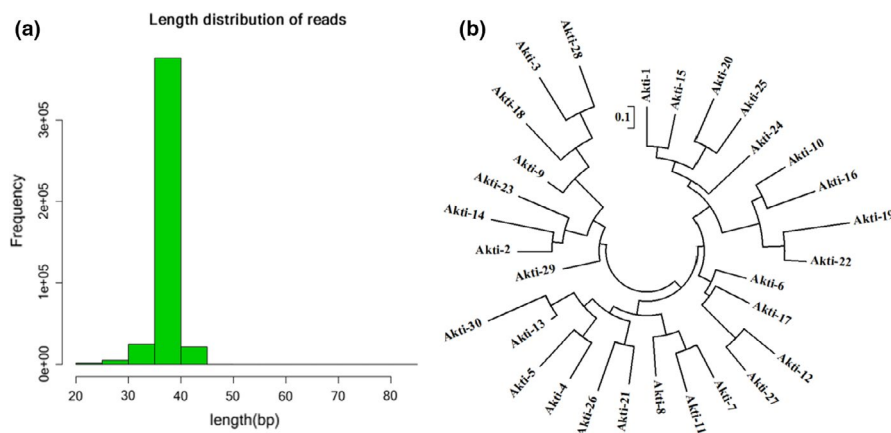 (a)
Length distribution of reads
Frequency
3e+05
2e+05
1e+05
0e+00
20 30 40 50 60 70 80
length(bp)
(b)
0.1
Akti-28
Akti-3
Akti-18
Akti-9
Akti-23
Akti-14
Akti-2
Akti-29
Akti-30
Akti-13
Akti-5
Akti-4
Akti-26
Akti-21
Akti-8
Akti-11
Akti-7
Akti-27
Akti-12
Akti-17
Akti-6
Akti-22
Akti-19
Akti-16
Akti-10
Akti-24
Akti-25
Akti-20
Akti-15
Akti-1